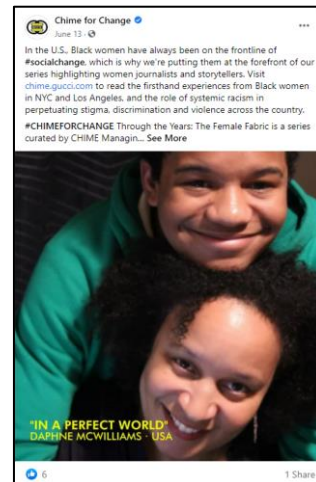 Chime for Change
June 13 ·
In the U.S., Black women have always been on the frontline of
#socialchange, which is why we're putting them at the forefront of our
series highlighting women journalists and storytellers. Visit
chime.gucci.com to read the firsthand experiences from Black women
in NYC and Los Angeles, and the role of systemic racism in
perpetuating stigma, discrimination and violence across the country.
#CHIMEFORCHANGE Through the Years: The Female Fabric is a series
curated by CHIME Managin... See More
"IN A PERFECT WORLD"
DAPHNE MCWILLIAMS - USA
6
1 Share